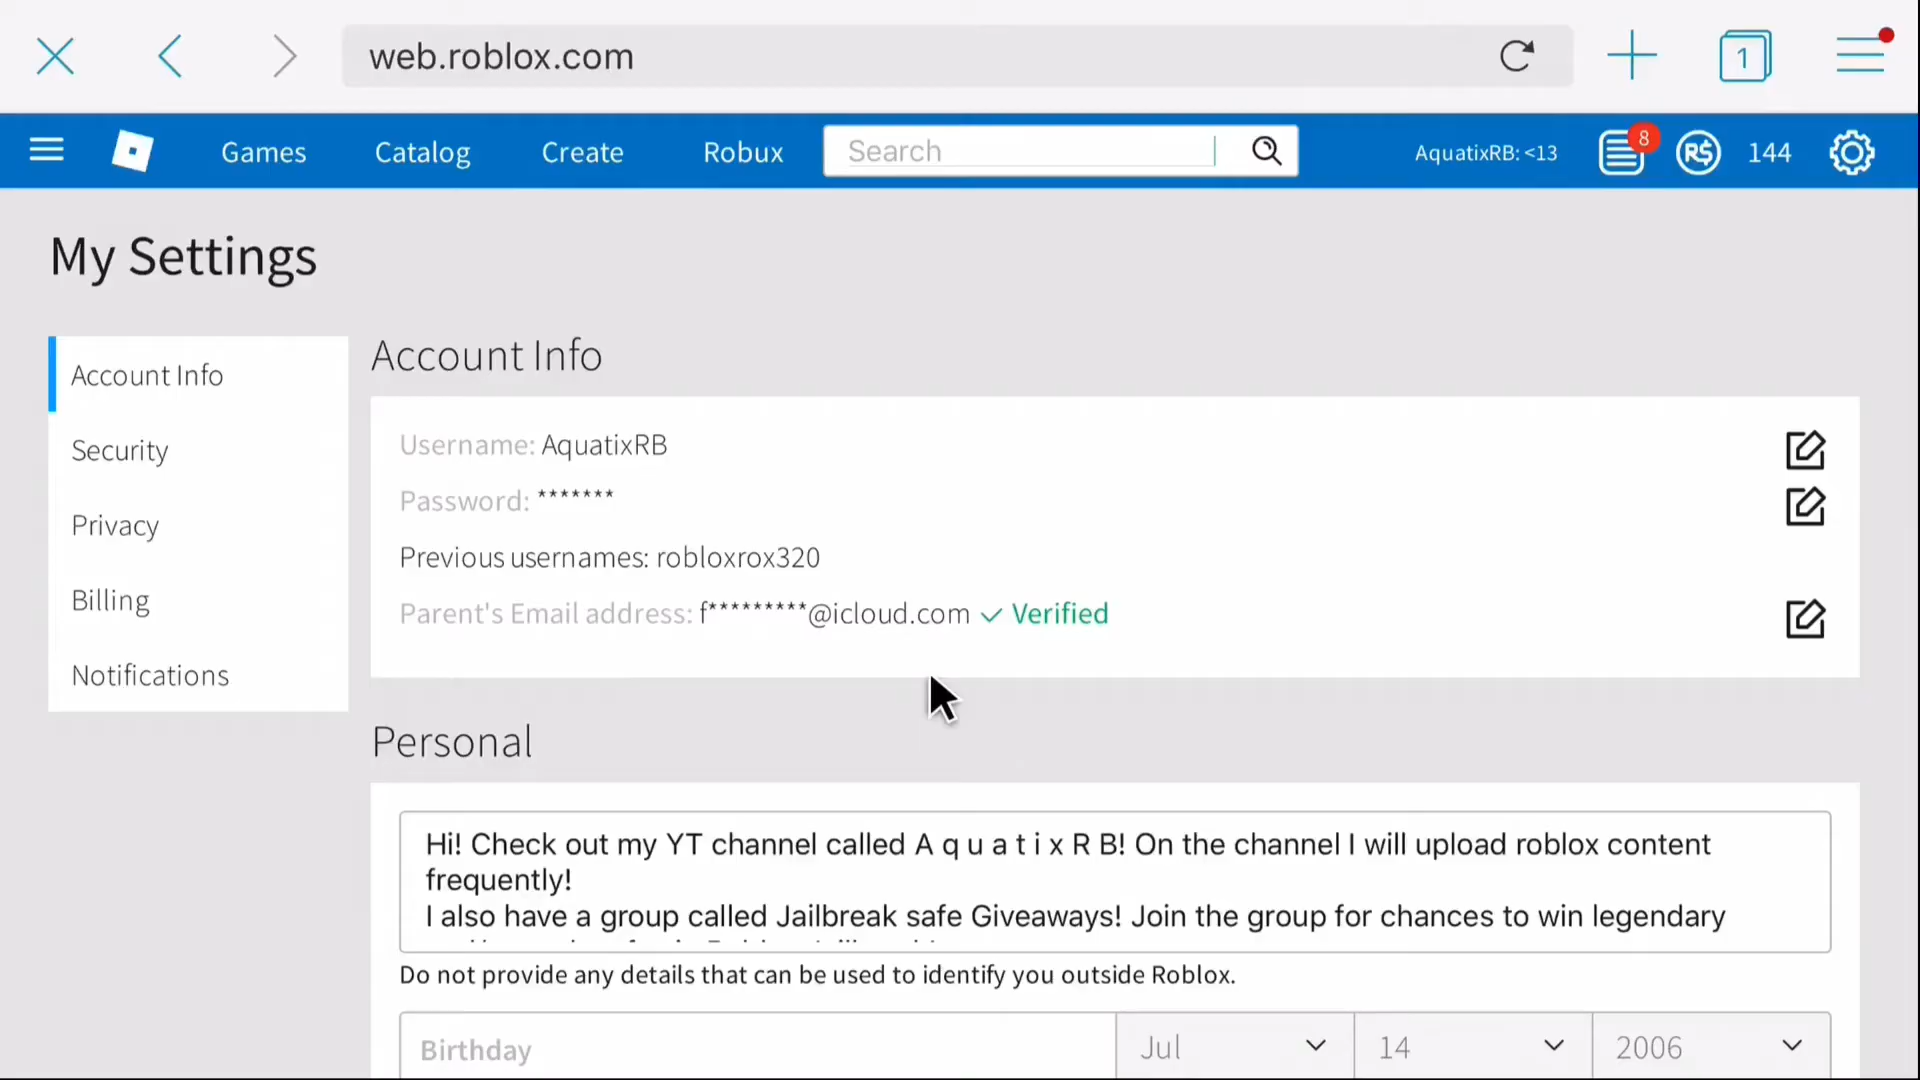 web.roblox.com
1
Games Catalog Create Robux Search AquatixRB: <13 8 R$ 144
My Settings
Account Info
Security
Privacy
Billing
Notifications
Account Info
Username: AquatixRB
Password: *******
Previous usernames: robloxrox320
Parent's Email address: f*********@icloud.com ✓ Verified
Personal
Hi! Check out my YT channel called A q u a t i x R B! On the channel I will upload roblox content
frequently!
I also have a group called Jailbreak safe Giveaways! Join the group for chances to win legendary
Do not provide any details that can be used to identify you outside Roblox.
Birthday Jul 14 2006